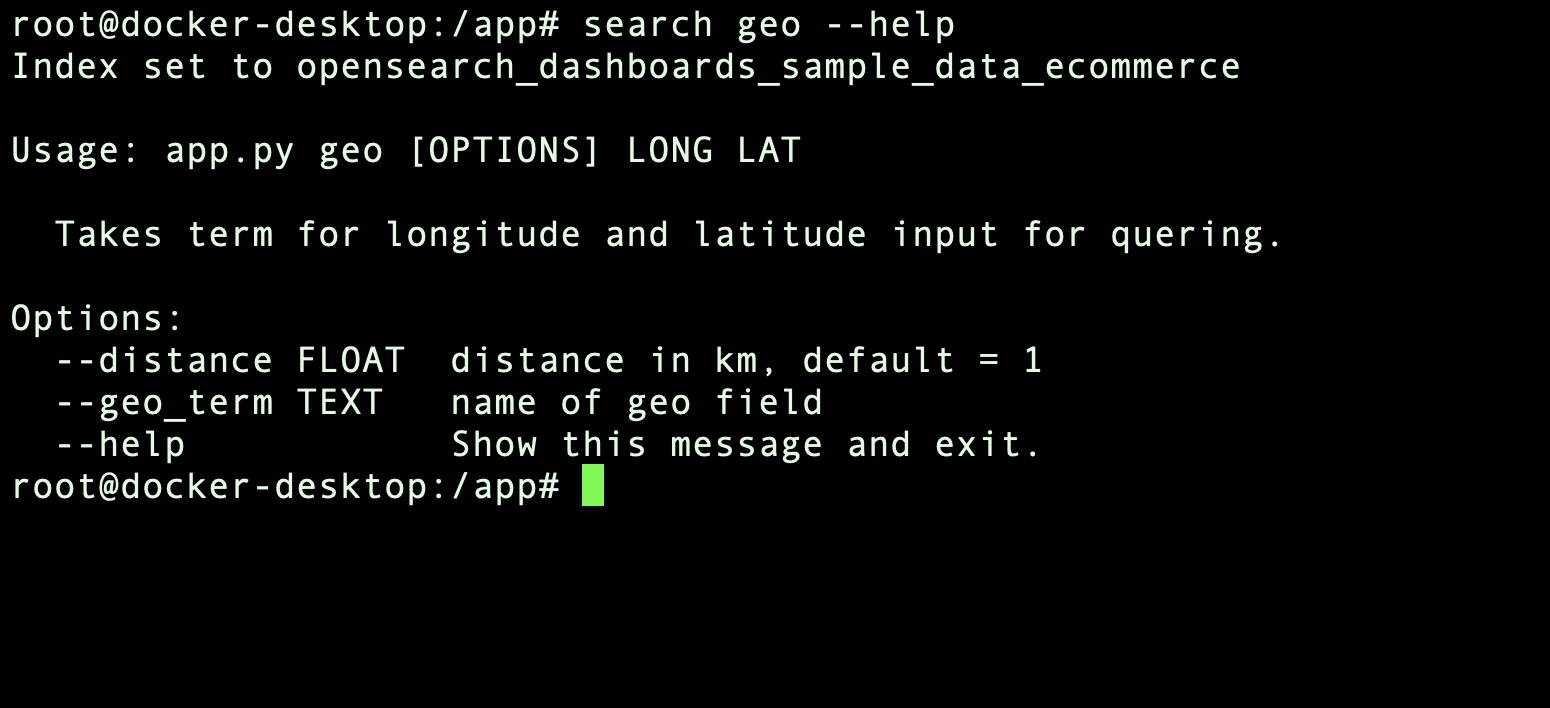 root@docker-desktop:/app# search geo --help
Index set to opensearch_dashboards_sample_data_ecommerce
Usage: app.py geo [OPTIONS] LONG LAT
Takes term for longitude and latitude input for quering.
Options:
--distance FLOAT distance in km, default = 1
--geo_term TEXT name of geo field
--help Show this message and exit.
root@docker-desktop:/app#